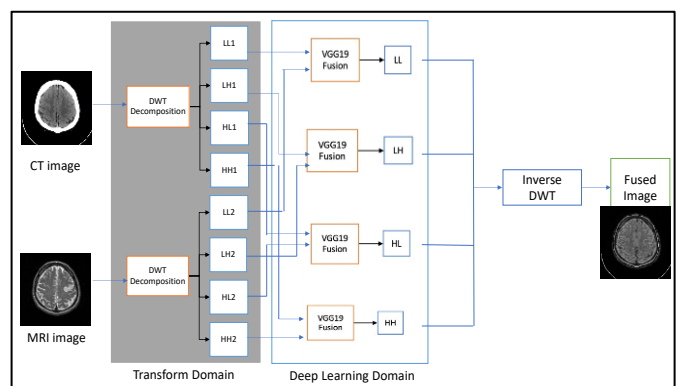 CT image
MRI image
DWT
Decomposition
DWT
Decomposition
LL1
LH1
HL1
HH1
LL2
LH2
HL2
HH2
Transform Domain
VGG19
Fusion
VGG19
Fusion
VGG19
Fusion
VGG19
Fusion
LL
LH
HL
HH
Deep Learning Domain
Inverse
DWT
Fused
Image